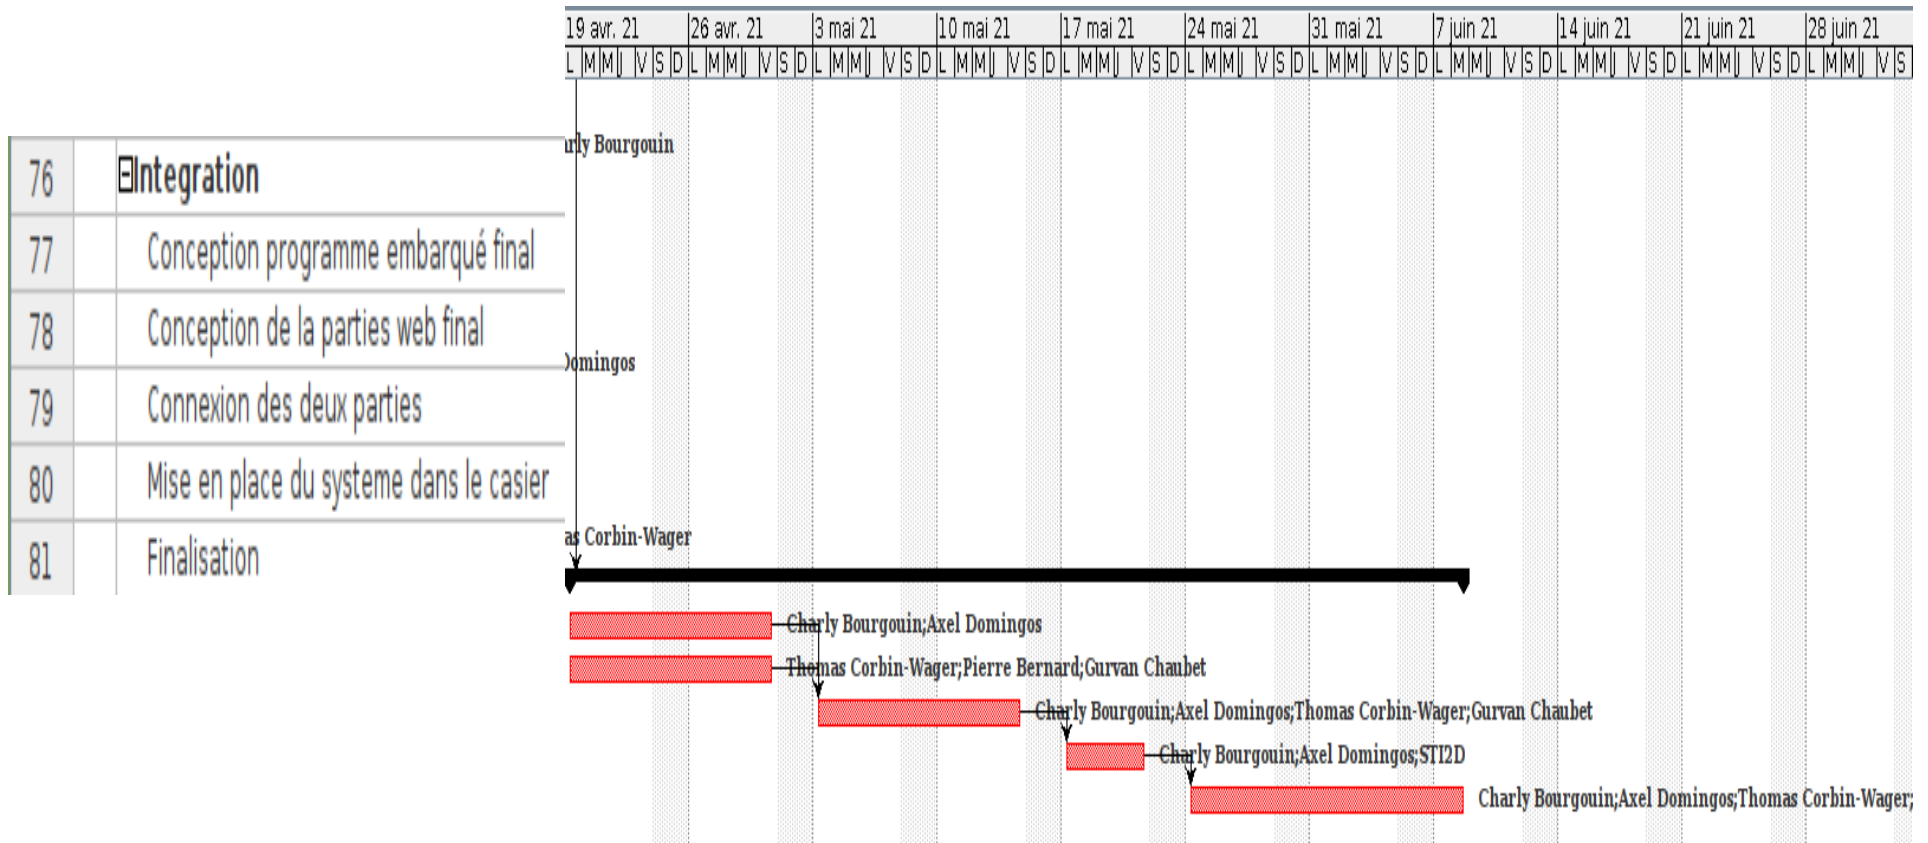 19 avr. 21 26 avr. 21 3 mai 21 10 mai 21 17 mai 21 24 mai 21 31 mai 21 7 juin 21 14 juin 21 21 juin 21 28 juin 21
L M M J V S D L M M J V S D L M M J V S D L M M J V S D L M M J V S D L M M J V S D L M M J V S D L M M J V S D L M M J V S D L M M J V S D L M M J V S
76 Integration
77 Conception programme embarqué final
78 Conception de la parties web final
79 Connexion des deux parties
80 Mise en place du systeme dans le casier
81 Finalisation
arly Bourgouin
Domingos
as Corbin-Wager
Charly Bourgouin;Axel Domingos
Thomas Corbin-Wager;Pierre Bernard;Gurvan Chaubet
Charly Bourgouin;Axel Domingos;Thomas Corbin-Wager;Gurvan Chaubet
Charly Bourgouin;Axel Domingos;STI2D
Charly Bourgouin;Axel Domingos;Thomas Corbin-Wager;